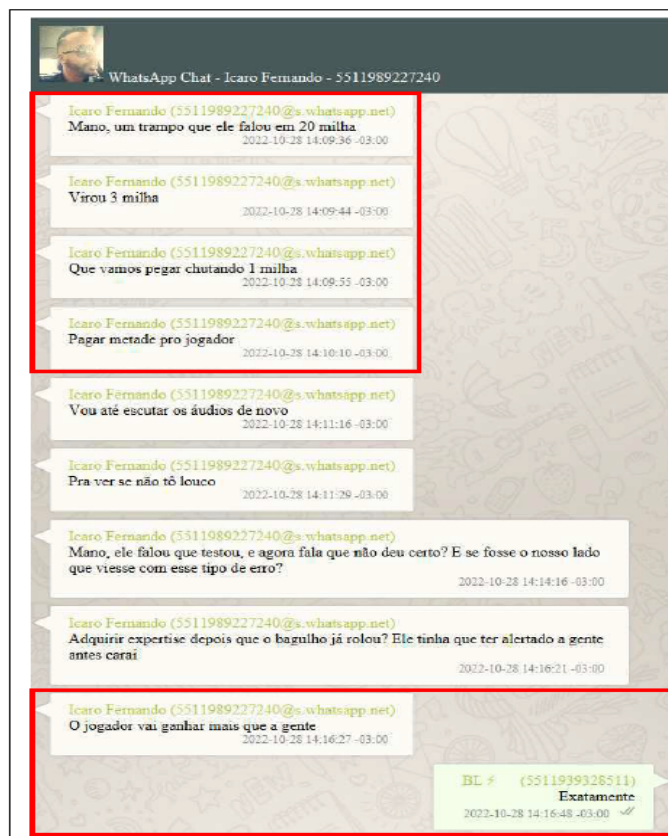 WhatsApp Chat - Icaro Fernando - 5511989227240
Icaro Fernando (5511989227240@s.whatsapp.net)
Mano, um trampo que ele falou em 20 milha
2022-10-28 14:09:36 -03:00
Icaro Fernando (5511989227240@s.whatsapp.net)
Virou 3 milha
2022-10-28 14:09:44 -03:00
Icaro Fernando (5511989227240@s.whatsapp.net)
Que vamos pegar chutando 1 milha
2022-10-28 14:09:55 -03:00
Icaro Fernando (5511989227240@s.whatsapp.net)
Pagar metade pro jogador
2022-10-28 14:10:10 -03:00
Icaro Fernando (5511989227240@s.whatsapp.net)
Vou até escutar os áudios de novo
2022-10-28 14:11:16 -03:00
Icaro Fernando (5511989227240@s.whatsapp.net)
Pra ver se não tô louco
2022-10-28 14:11:29 -03:00
Icaro Fernando (5511989227240@s.whatsapp.net)
Mano, ele falou que testou, e agora fala que não deu certo? E se fosse o nosso lado
que viesse com esse tipo de erro?
2022-10-28 14:14:16 -03:00
Icaro Fernando (5511989227240@s.whatsapp.net)
Adquirir expertise depois que o bagulho já rolou? Ele tinha que ter alertado a gente
antes carai
2022-10-28 14:16:21 -03:00
Icaro Fernando (5511989227240@s.whatsapp.net)
O jogador vai ganhar mais que a gente
2022-10-28 14:16:27 -03:00
BL ⚡ (5511939328511)
Exatamente
2022-10-28 14:16:48 -03:00